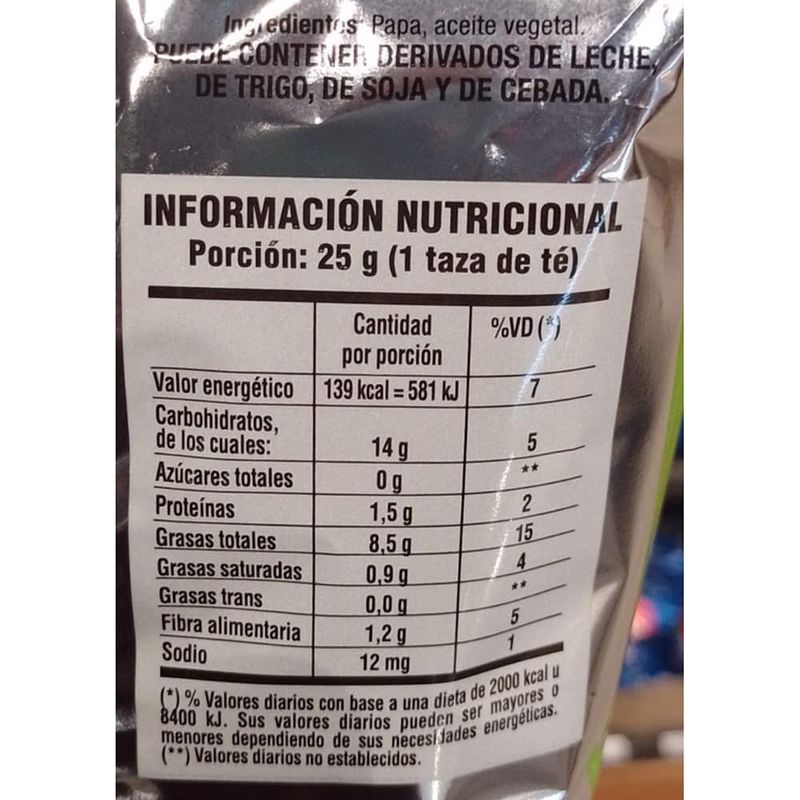 Ingredientes: Papa, aceite vegetal.
PUEDE CONTENER DERIVADOS DE LECHE,
DE TRIGO, DE SOJA Y DE CEBADA.
INFORMACIÓN NUTRICIONAL
Porción: 25 g (1 taza de té)
Cantidad por porción %VD (*)
Valor energético 139 kcal = 581 kJ 7
Carbohidratos,
de los cuales: 14 g 5
Azúcares totales 0 g **
Proteínas 1,5 g 2
Grasas totales 8,5 g 15
Grasas saturadas 0,9 g 4
Grasas trans 0,0 g **
Fibra alimentaria 1,2 g 5
Sodio 12 mg 1
(*) % Valores diarios con base a una dieta de 2000 kcal u
8400 kJ. Sus valores diarios pueden ser mayores o
menores dependiendo de sus necesidades energéticas.
(**) Valores diarios no establecidos.